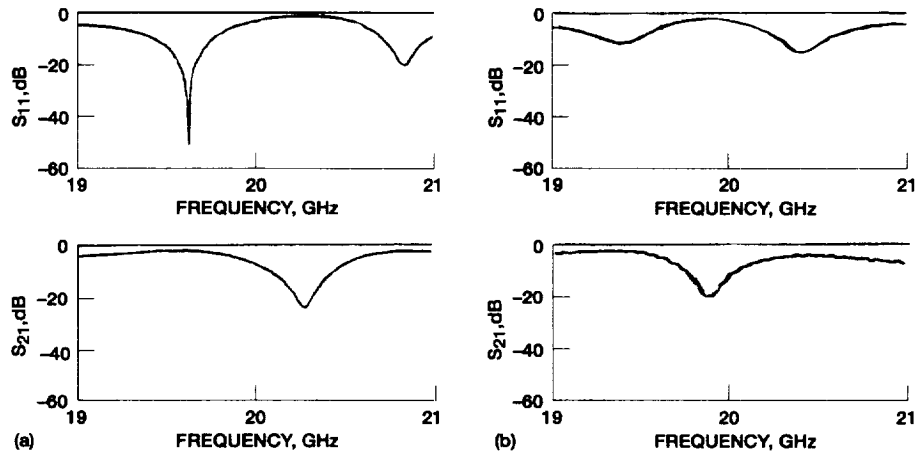 0
−20
−40
−60
S11,dB
19
20
21
FREQUENCY, GHz
0
−20
−40
−60
S11,dB
19
20
21
FREQUENCY, GHz
0
−20
−40
−60
S21,dB
19
20
21
(a)
FREQUENCY, GHz
0
−20
−40
−60
S21,dB
19
20
21
(b)
FREQUENCY, GHz